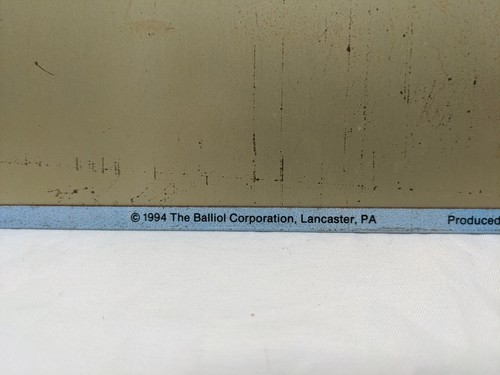 © 1994 The Balliol Corporation, Lancaster, PA Produced